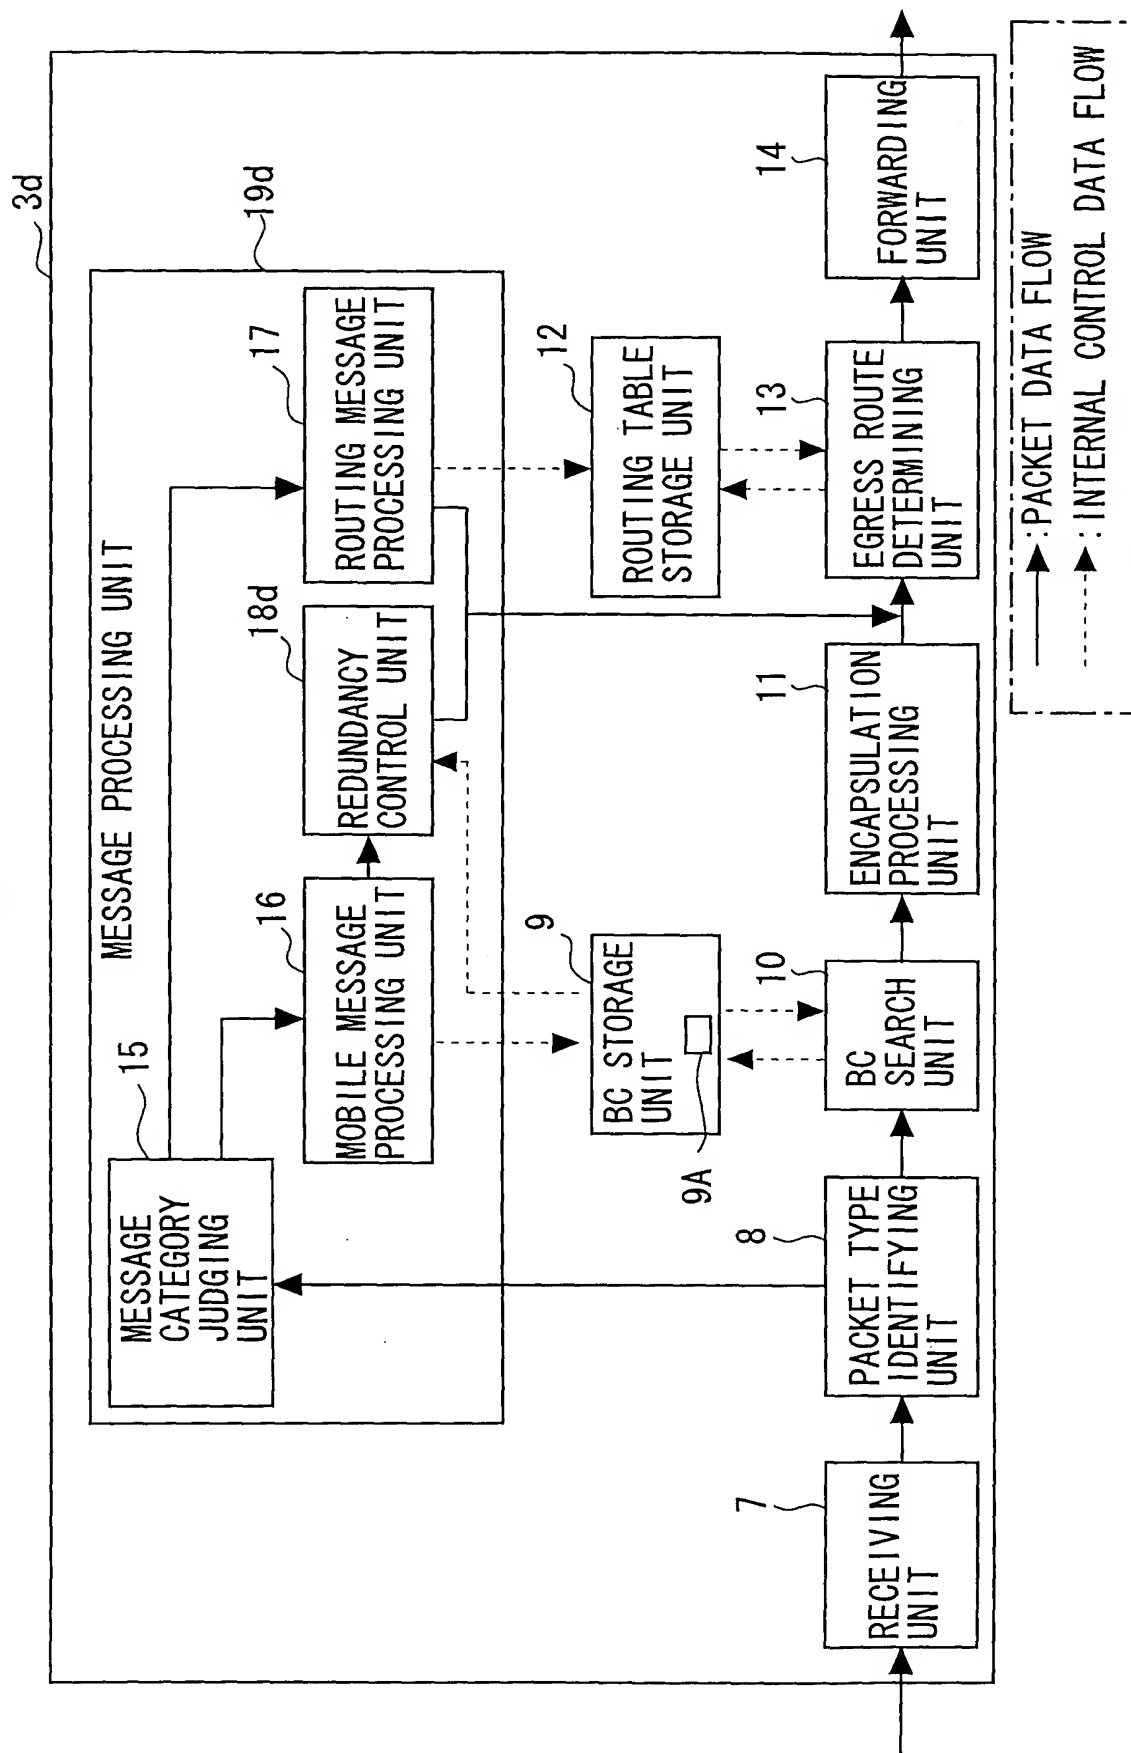 3d
MESSAGE PROCESSING UNIT
19d
15
MESSAGE
CATEGORY
JUDGING
UNIT
16
MOBILE MESSAGE
PROCESSING UNIT
18d
REDUNDANCY
CONTROL UNIT
17
ROUTING MESSAGE
PROCESSING UNIT
9
BC STORAGE
UNIT
9A
12
ROUTING TABLE
STORAGE UNIT
7
RECEIVING
UNIT
8
PACKET TYPE
IDENTIFYING
UNIT
10
BC
SEARCH
UNIT
11
ENCAPSULATION
PROCESSING
UNIT
13
EGRESS ROUTE
DETERMINING
UNIT
14
FORWARDING
UNIT
:PACKET DATA FLOW
:INTERNAL CONTROL DATA FLOW